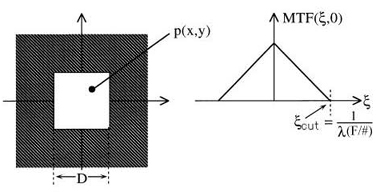 p(x,y)
D
MTF(ξ,0)
ξ
ξcut = 1/λ(F/#)